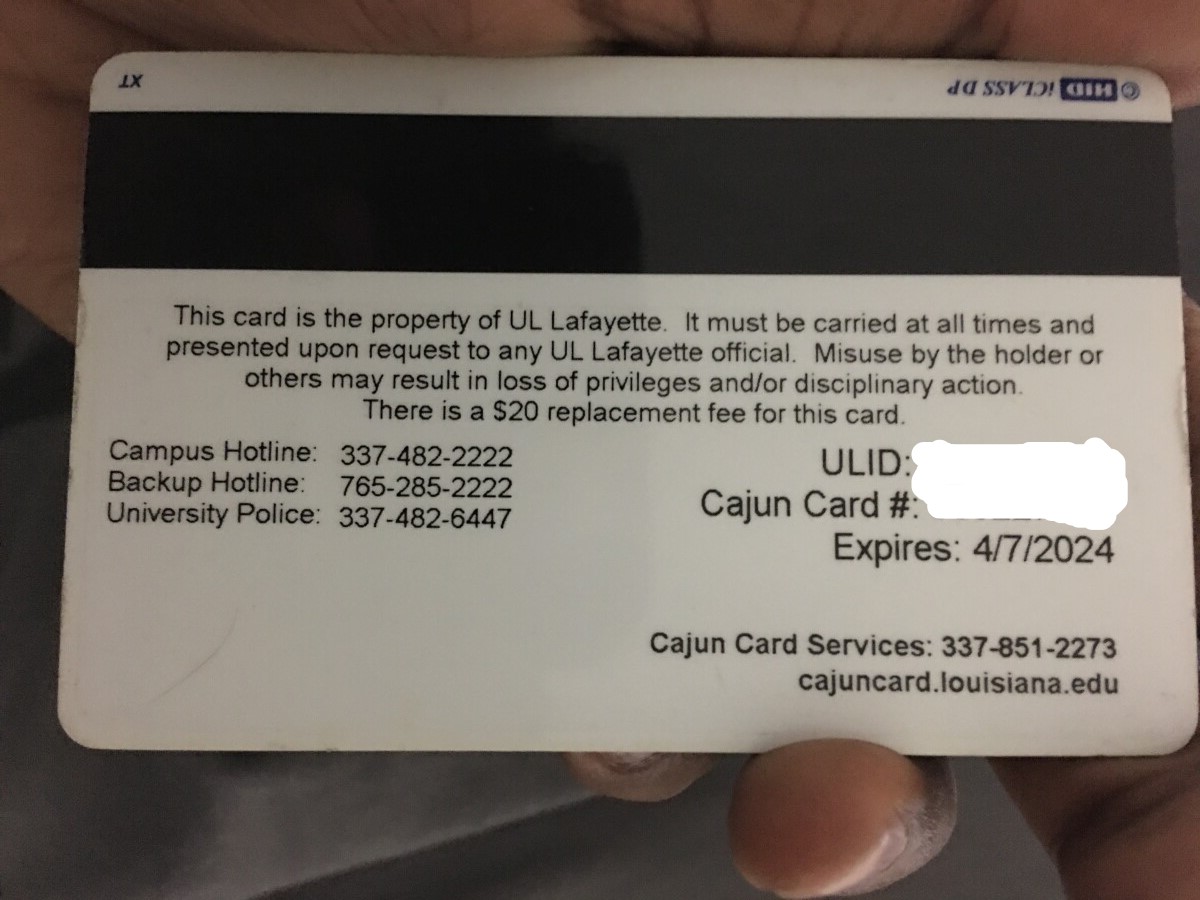 XT
© HID iCLASS DP
This card is the property of UL Lafayette. It must be carried at all times and
presented upon request to any UL Lafayette official. Misuse by the holder or
others may result in loss of privileges and/or disciplinary action.
There is a $20 replacement fee for this card.
Campus Hotline: 337-482-2222
Backup Hotline: 765-285-2222
University Police: 337-482-6447
ULID:
Cajun Card #:
Expires: 4/7/2024
Cajun Card Services: 337-851-2273
cajuncard.louisiana.edu